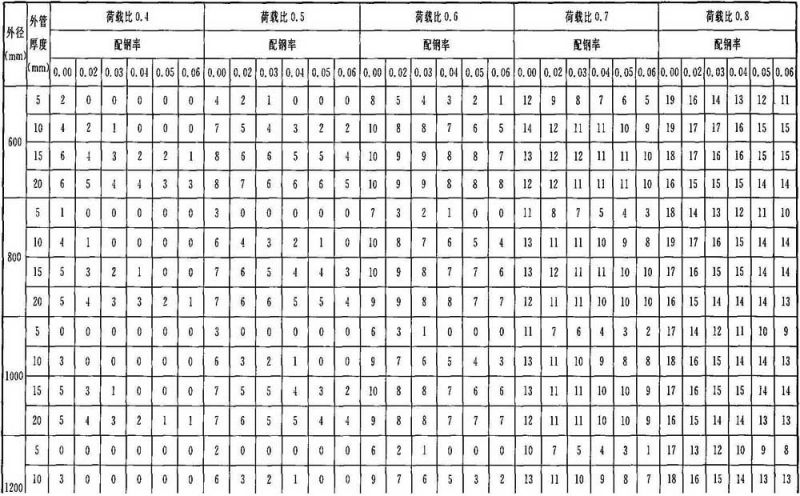 外径 (mm) 外管厚度 (mm) 荷载比0.4 荷载比0.5 荷载比0.6 荷载比0.7 荷载比0.8
配钢率 配钢率 配钢率 配钢率 配钢率
0.00 0.02 0.03 0.04 0.05 0.06 0.00 0.02 0.03 0.04 0.05 0.06 0.00 0.02 0.03 0.04 0.05 0.06 0.00 0.02 0.03 0.04 0.05 0.06 0.00 0.02 0.03 0.04 0.05 0.06
600
5 2 0 0 0 0 0 4 2 1 0 0 0 8 5 4 3 2 1 12 9 8 7 6 5 19 16 14 13 12 11
10 4 2 1 0 0 0 7 5 4 3 2 2 10 8 8 7 6 5 14 12 11 11 10 9 19 17 17 16 15 15
15 6 4 3 2 2 1 8 6 6 5 5 4 10 9 9 8 8 7 13 12 12 11 11 10 18 17 16 16 15 15
20 6 5 4 4 3 3 8 7 6 6 6 5 10 9 9 8 8 8 12 12 11 11 11 10 16 15 15 15 14 14
800
5 1 0 0 0 0 0 3 0 0 0 0 0 7 3 2 1 0 0 11 8 7 5 4 3 18 14 13 12 11 10
10 4 1 0 0 0 0 6 4 3 2 1 0 10 8 7 6 5 4 13 11 11 10 9 8 19 17 16 15 14 14
15 5 3 2 1 0 0 7 6 5 4 4 3 10 9 8 7 7 6 13 12 11 11 10 10 17 16 15 15 14 14
20 5 4 3 3 2 1 7 6 6 5 5 4 9 9 8 8 7 7 12 11 11 10 10 10 16 15 14 14 14 13
1000
5 0 0 0 0 0 0 3 0 0 0 0 0 6 3 1 0 0 0 11 7 6 4 3 2 17 14 12 11 10 9
10 3 0 0 0 0 0 6 3 2 1 0 0 9 7 6 5 4 3 13 11 10 9 8 8 18 16 15 14 14 13
15 5 3 1 0 0 0 7 5 5 4 3 2 10 8 8 7 6 6 13 11 11 10 10 9 17 16 15 15 14 14
20 5 4 3 2 1 1 7 6 5 5 4 4 9 8 8 7 7 7 12 11 11 10 10 9 16 15 14 14 13 13
1200
5 0 0 0 0 0 0 2 0 0 0 0 0 6 2 1 0 0 0 10 7 5 4 3 1 17 13 12 10 9 8
10 3 0 0 0 0 0 6 3 2 1 0 0 9 7 6 5 3 2 13 11 10 9 8 7 18 16 15 14 13 13